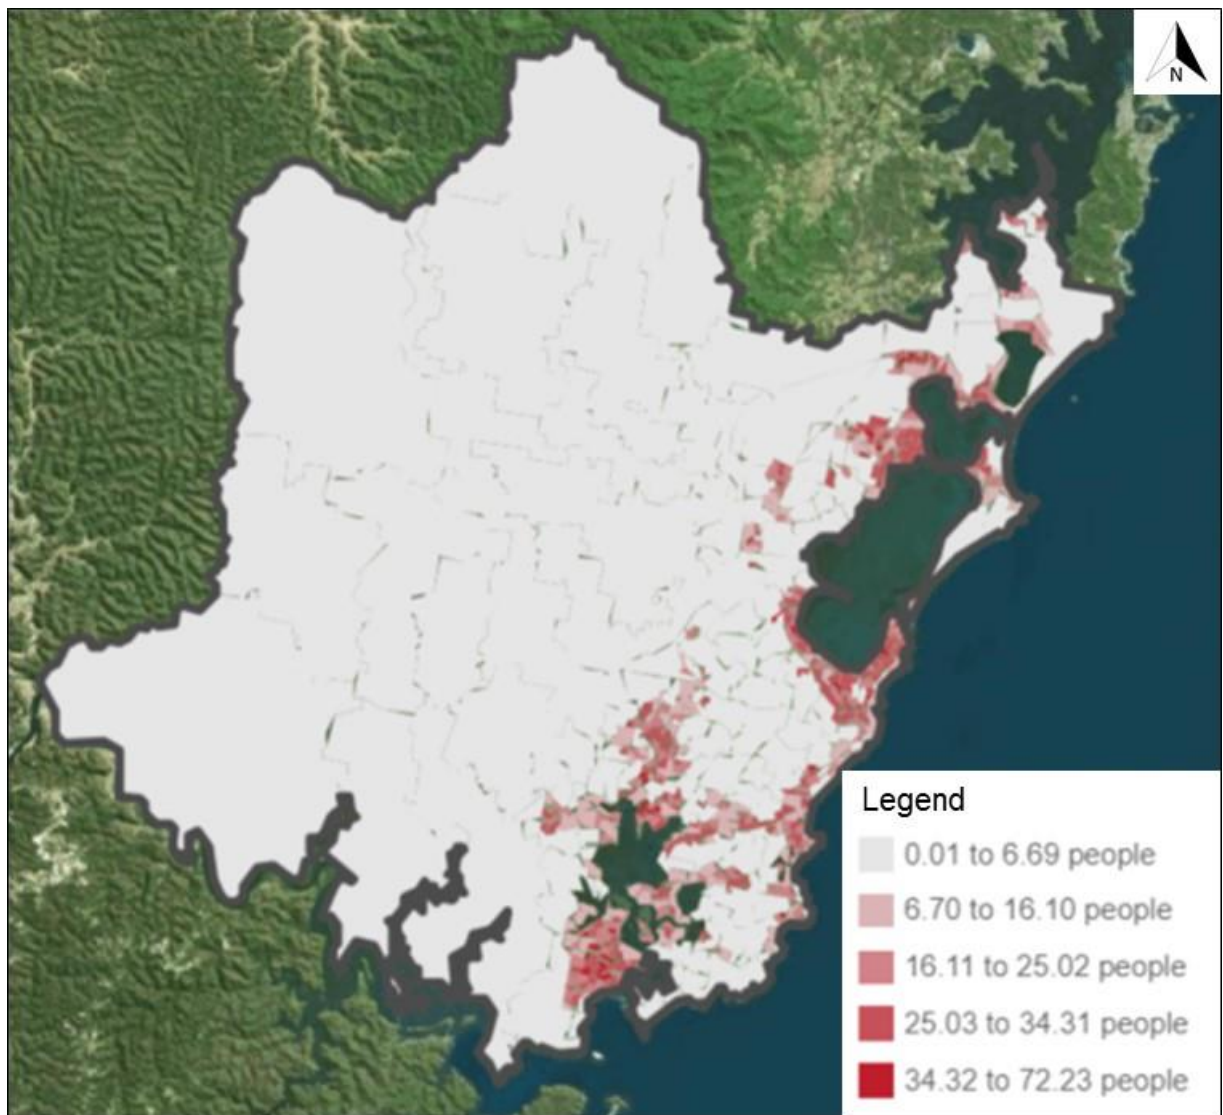 N
Legend
0.01 to 6.69 people
6.70 to 16.10 people
16.11 to 25.02 people
25.03 to 34.31 people
34.32 to 72.23 people